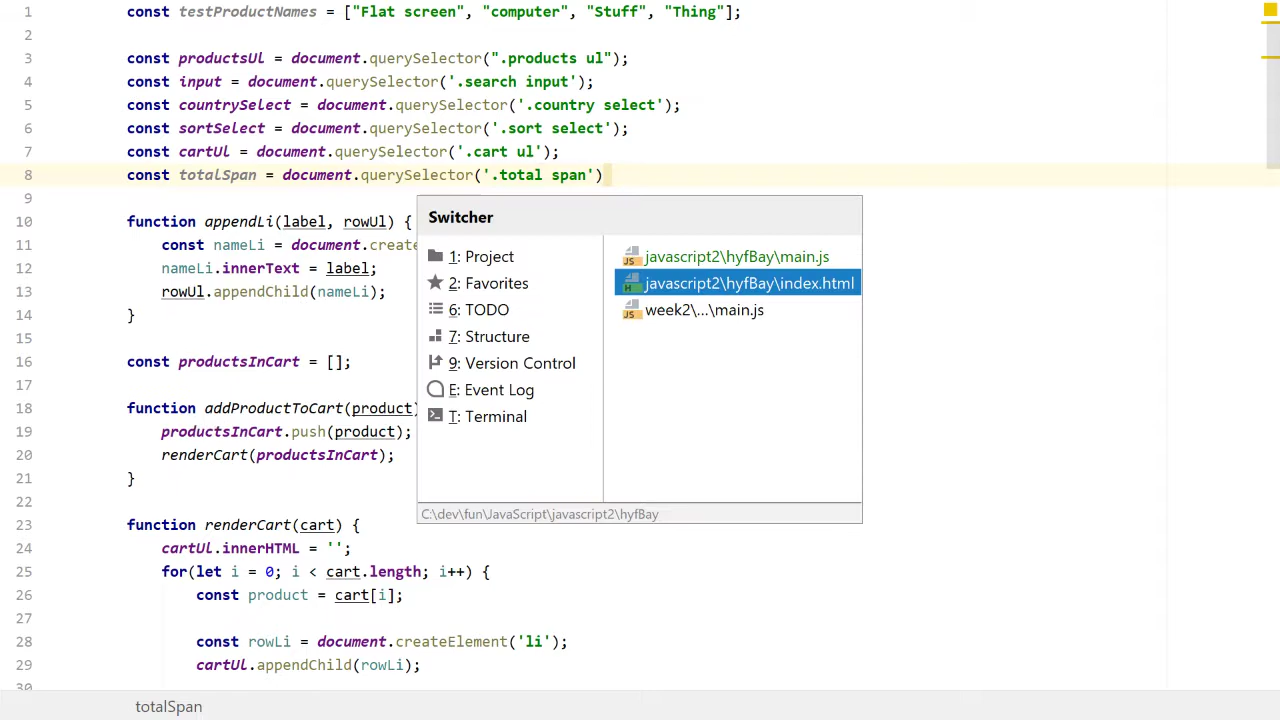 1 const testProductNames = ["Flat screen", "computer", "Stuff", "Thing"];
2
3 const productsUl = document.querySelector(".products ul");
4 const input = document.querySelector('.search input');
5 const countrySelect = document.querySelector('.country select');
6 const sortSelect = document.querySelector('.sort select');
7 const cartUl = document.querySelector('.cart ul');
8 const totalSpan = document.querySelector('.total span')
9
10 function appendLi(label, rowUl) {
11 const nameLi = document.create
12 nameLi.innerText = label;
13 rowUl.appendChild(nameLi);
14 }
15
16 const productsInCart = [];
17
18 function addProductToCart(product)
19 productsInCart.push(product);
20 renderCart(productsInCart);
21 }
22
23 function renderCart(cart) {
24 cartUl.innerHTML = '';
25 for(let i = 0; i < cart.length; i++) {
26 const product = cart[i];
27
28 const rowLi = document.createElement('li');
29 cartUl.appendChild(rowLi);
30
Switcher
1: Project
2: Favorites
6: TODO
7: Structure
9: Version Control
E: Event Log
T: Terminal
JS javascript2\hyfBay\main.js
H javascript2\hyfBay\index.html
JS week2\...\main.js
C:\dev\fun\JavaScript\javascript2\hyfBay
totalSpan